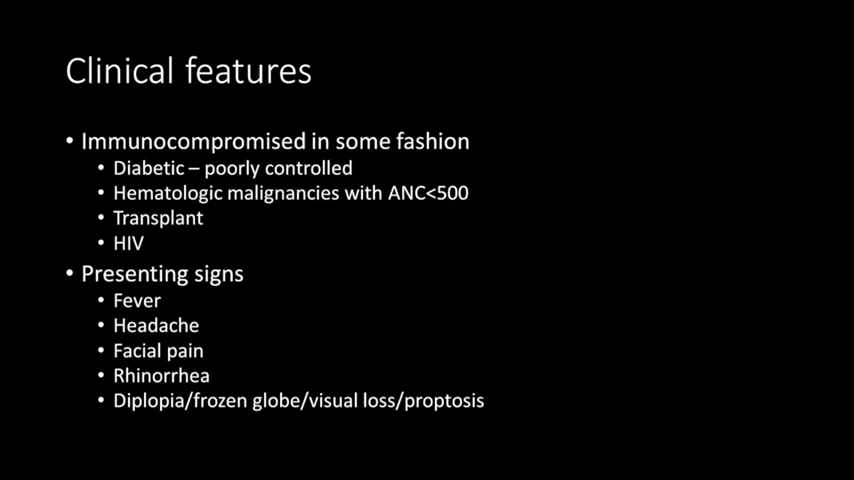 Clinical features
• Immunocompromised in some fashion
• Diabetic – poorly controlled
• Hematologic malignancies with ANC<500
• Transplant
• HIV
• Presenting signs
• Fever
• Headache
• Facial pain
• Rhinorrhea
• Diplopia/frozen globe/visual loss/proptosis